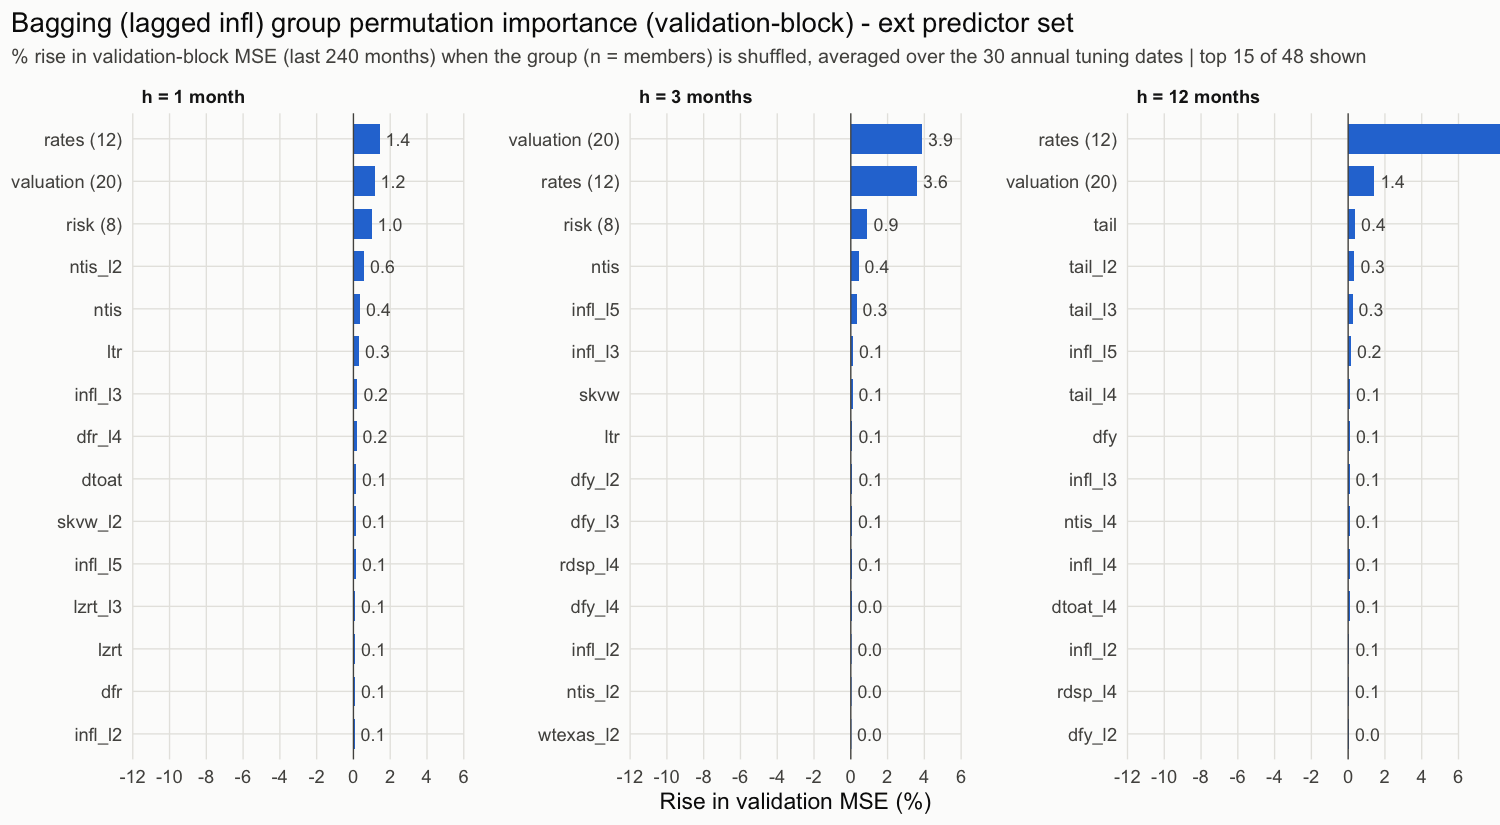 Bagging (lagged infl) group permutation importance (validation-block) - ext predictor set
% rise in validation-block MSE (last 240 months) when the group (n = members) is shuffled, averaged over the 30 annual tuning dates | top 15 of 48 shown
h = 1 month
rates (12) 1.4
valuation (20) 1.2
risk (8) 1.0
ntis_l2 0.6
ntis 0.4
ltr 0.3
infl_l3 0.2
dfr_l4 0.2
dtoat 0.1
skvw_l2 0.1
infl_l5 0.1
lzrt_l3 0.1
lzrt 0.1
dfr 0.1
infl_l2 0.1
-12 -10 -8 -6 -4 -2 0 2 4 6
h = 3 months
valuation (20) 3.9
rates (12) 3.6
risk (8) 0.9
ntis 0.4
infl_l5 0.3
infl_l3 0.1
skvw 0.1
ltr 0.1
dfy_l2 0.1
dfy_l3 0.1
rdsp_l4 0.1
dfy_l4 0.0
infl_l2 0.0
ntis_l2 0.0
wtexas_l2 0.0
-12 -10 -8 -6 -4 -2 0 2 4 6
h = 12 months
rates (12)
valuation (20) 1.4
tail 0.4
tail_l2 0.3
tail_l3 0.3
infl_l5 0.2
tail_l4 0.1
dfy 0.1
infl_l3 0.1
ntis_l4 0.1
infl_l4 0.1
dtoat_l4 0.1
infl_l2 0.1
rdsp_l4 0.1
dfy_l2 0.0
-12 -10 -8 -6 -4 -2 0 2 4 6
Rise in validation MSE (%)